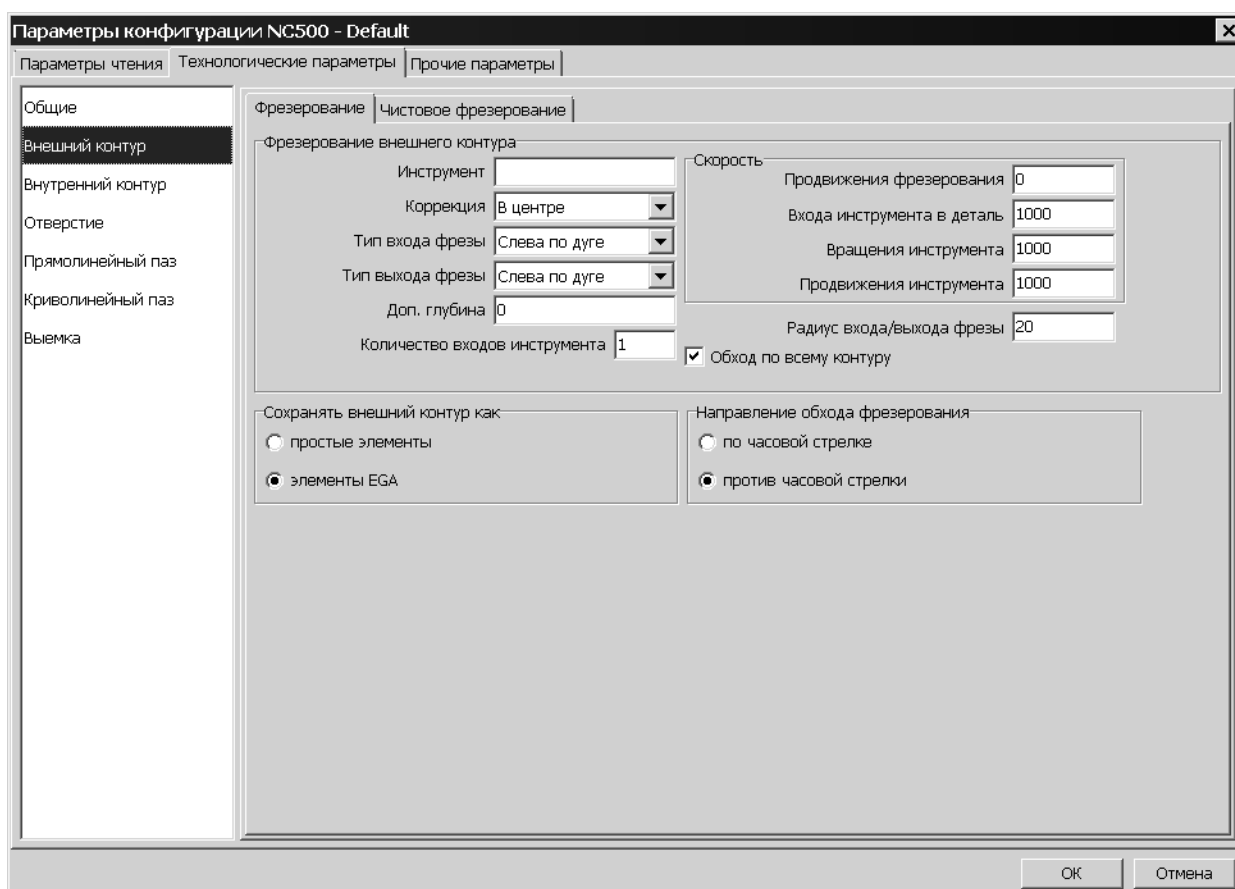 Параметры конфигурации NC500 - Default
Параметры чтения Технологические параметры Прочие параметры
Общие
Внешний контур
Внутренний контур
Отверстие
Прямолинейный паз
Криволинейный паз
Выемка
Фрезерование Чистовое фрезерование
Фрезерование внешнего контура
Инструмент
Коррекция В центре
Тип входа фрезы Слева по дуге
Тип выхода фрезы Слева по дуге
Доп. глубина 0
Количество входов инструмента 1
Скорость
Продвижения фрезерования 0
Входа инструмента в деталь 1000
Вращения инструмента 1000
Продвижения инструмента 1000
Радиус входа/выхода фрезы 20
Обход по всему контуру
Сохранять внешний контур как
простые элементы
элементы EGA
Направление обхода фрезерования
по часовой стрелке
против часовой стрелки
ОК Отмена